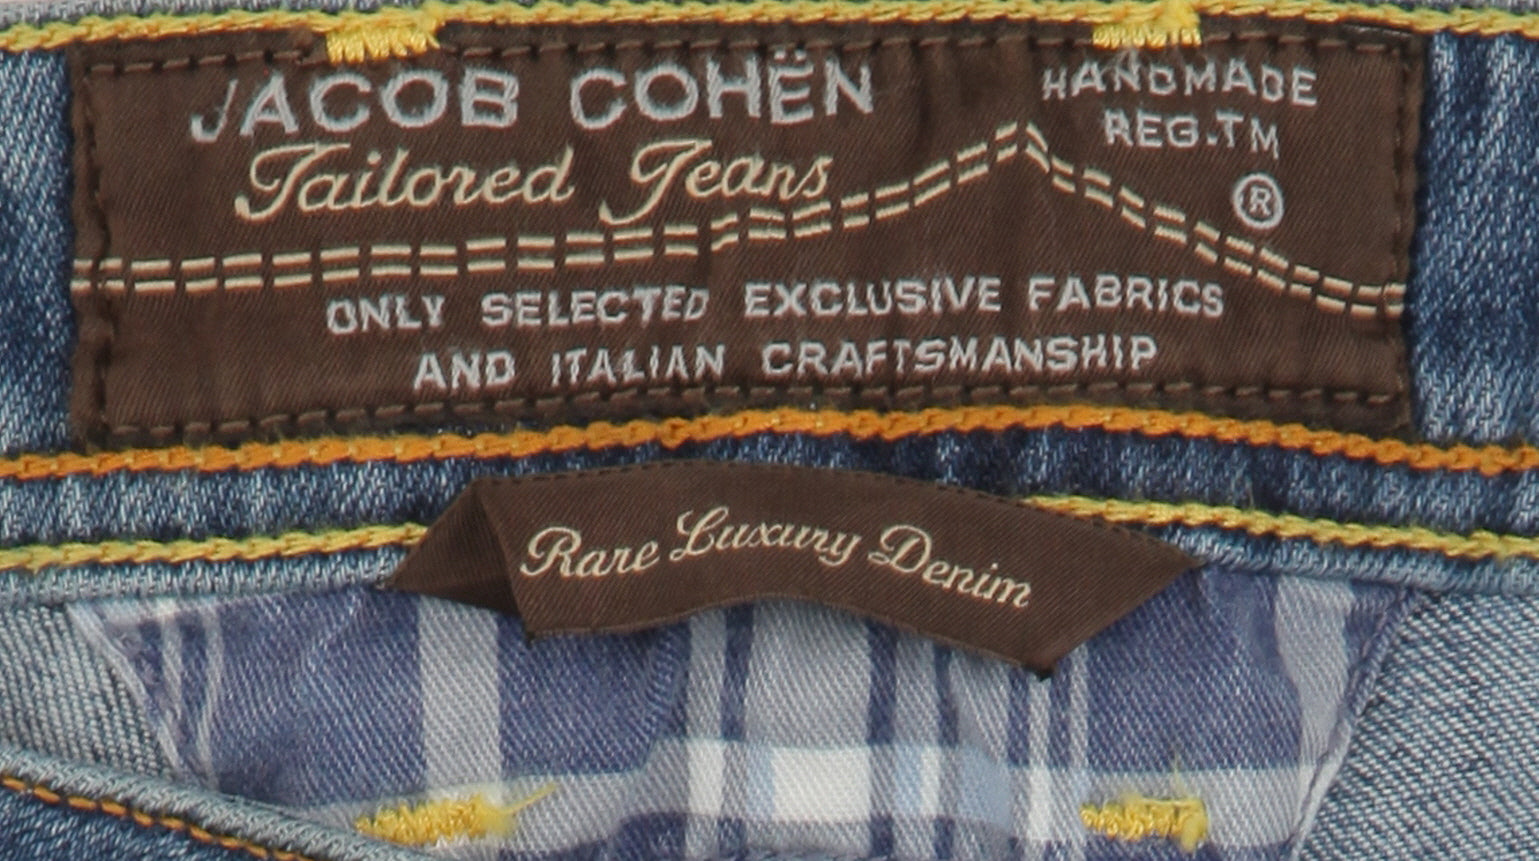 JACOB COHËN
Tailored Jeans
HANDMADE
REG.TM
®
ONLY SELECTED EXCLUSIVE FABRICS
AND ITALIAN CRAFTSMANSHIP
Rare Luxury Denim